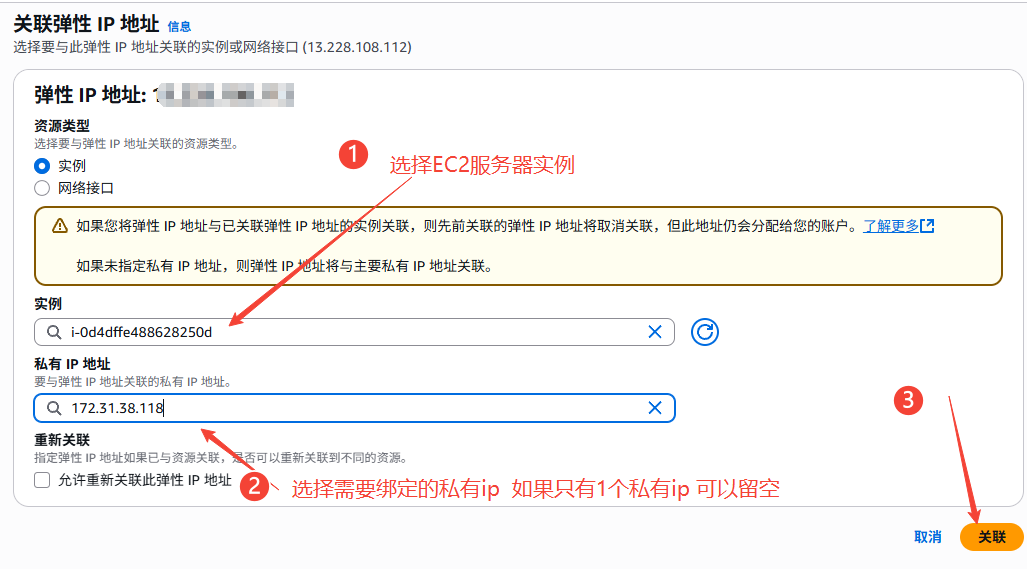 关联弹性 IP 地址 信息
选择要与此弹性 IP 地址关联的实例或网络接口 (13.228.108.112)
弹性 IP 地址:
资源类型
选择要与弹性 IP 地址关联的资源类型。
实例
网络接口
1 选择EC2服务器实例
如果您将弹性 IP 地址与已关联弹性 IP 地址的实例关联，则先前关联的弹性 IP 地址将取消关联，但此地址仍会分配给您的账户。了解更多
如果未指定私有 IP 地址，则弹性 IP 地址将与主要私有 IP 地址关联。
实例
i-0d4dffe488628250d
私有 IP 地址
要与弹性 IP 地址关联的私有 IP 地址。
172.31.38.118
3
重新关联
指定弹性 IP 地址如果已与资源关联，是否可以重新关联到不同的资源。
允许重新关联此弹性 IP 地址
2 选择需要绑定的私有ip 如果只有1个私有ip 可以留空
取消 关联